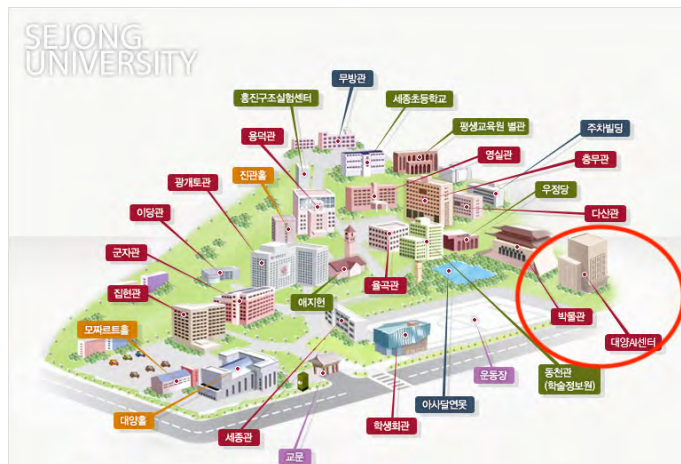 SEJONG
UNIVERSITY
무방관
홍진구조실험센터
세종초등학교
평생교육원 별관
주차빌딩
용덕관
영실관
충무관
진관홀
광개토관
우정당
이당관
다산관
군자관
율곡관
애지헌
집현관
박물관
모짜르트홀
대양AI센터
운동장
동천관
(학술정보원)
아사달연못
대양홀
학생회관
세종관
교문